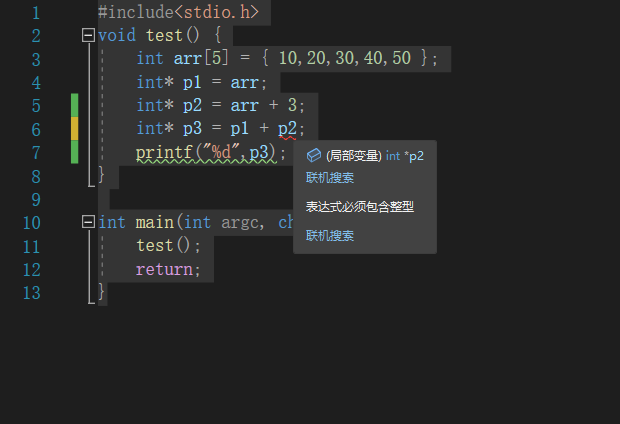 1 #include<stdio.h>
2 void test() {
3 int arr[5] = { 10,20,30,40,50 };
4 int* p1 = arr;
5 int* p2 = arr + 3;
6 int* p3 = p1 + p2;
7 printf("%d",p3);
8 }
9
10 int main(int argc, ch
11 test();
12 return;
13 }
(局部变量) int *p2
联机搜索
表达式必须包含整型
联机搜索